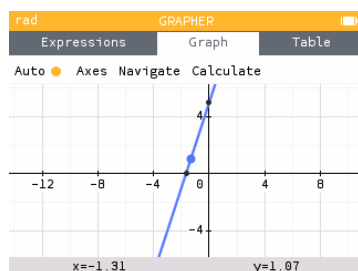 rad GRAPHER
Expressions Graph Table
Auto Axes Navigate Calculate
4
-12 -8 -4 0 4 8
-4
x=-1.31 y=1.07